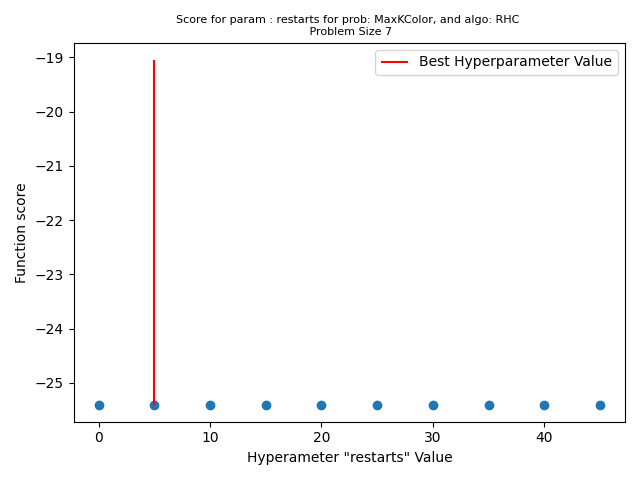 Score for param : restarts for prob: MaxKColor, and algo: RHC
Problem Size 7
Best Hyperparameter Value
Function score
−19
−20
−21
−22
−23
−24
−25
0 10 20 30 40
Hyperameter "restarts" Value